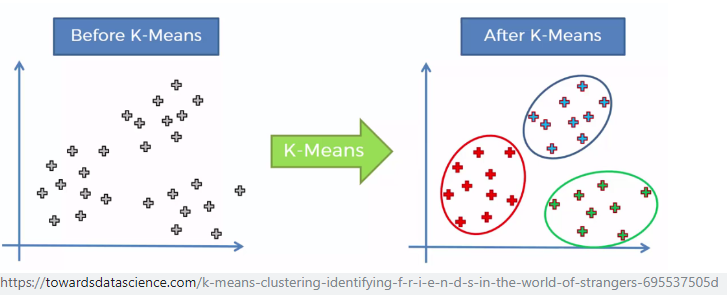 Before K-Means
After K-Means
K-Means
https://towardsdatascience.com/k-means-clustering-identifying-f-r-i-e-n-d-s-in-the-world-of-strangers-695537505d